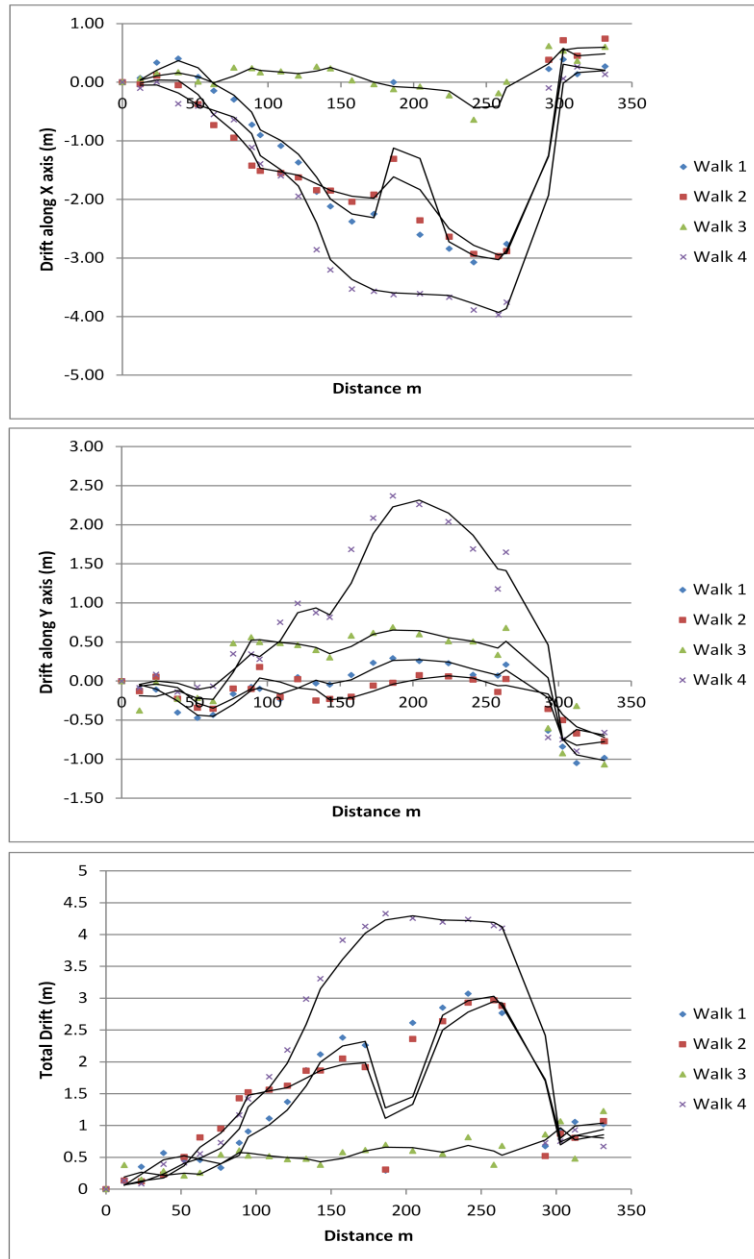 1.00
0.00
-1.00
-2.00
-3.00
-4.00
-5.00
0 50 100 150 200 250 300 350
Drift along X axis (m)
Distance m
Walk 1
Walk 2
Walk 3
Walk 4
3.00
2.50
2.00
1.50
1.00
0.50
0.00
-0.50
-1.00
-1.50
0 50 100 150 200 250 300 350
Drift along Y axis (m)
Distance m
Walk 1
Walk 2
Walk 3
Walk 4
5
4.5
4
3.5
3
2.5
2
1.5
1
0.5
0
0 50 100 150 200 250 300 350
Total Drift (m)
Distance m
Walk 1
Walk 2
Walk 3
Walk 4